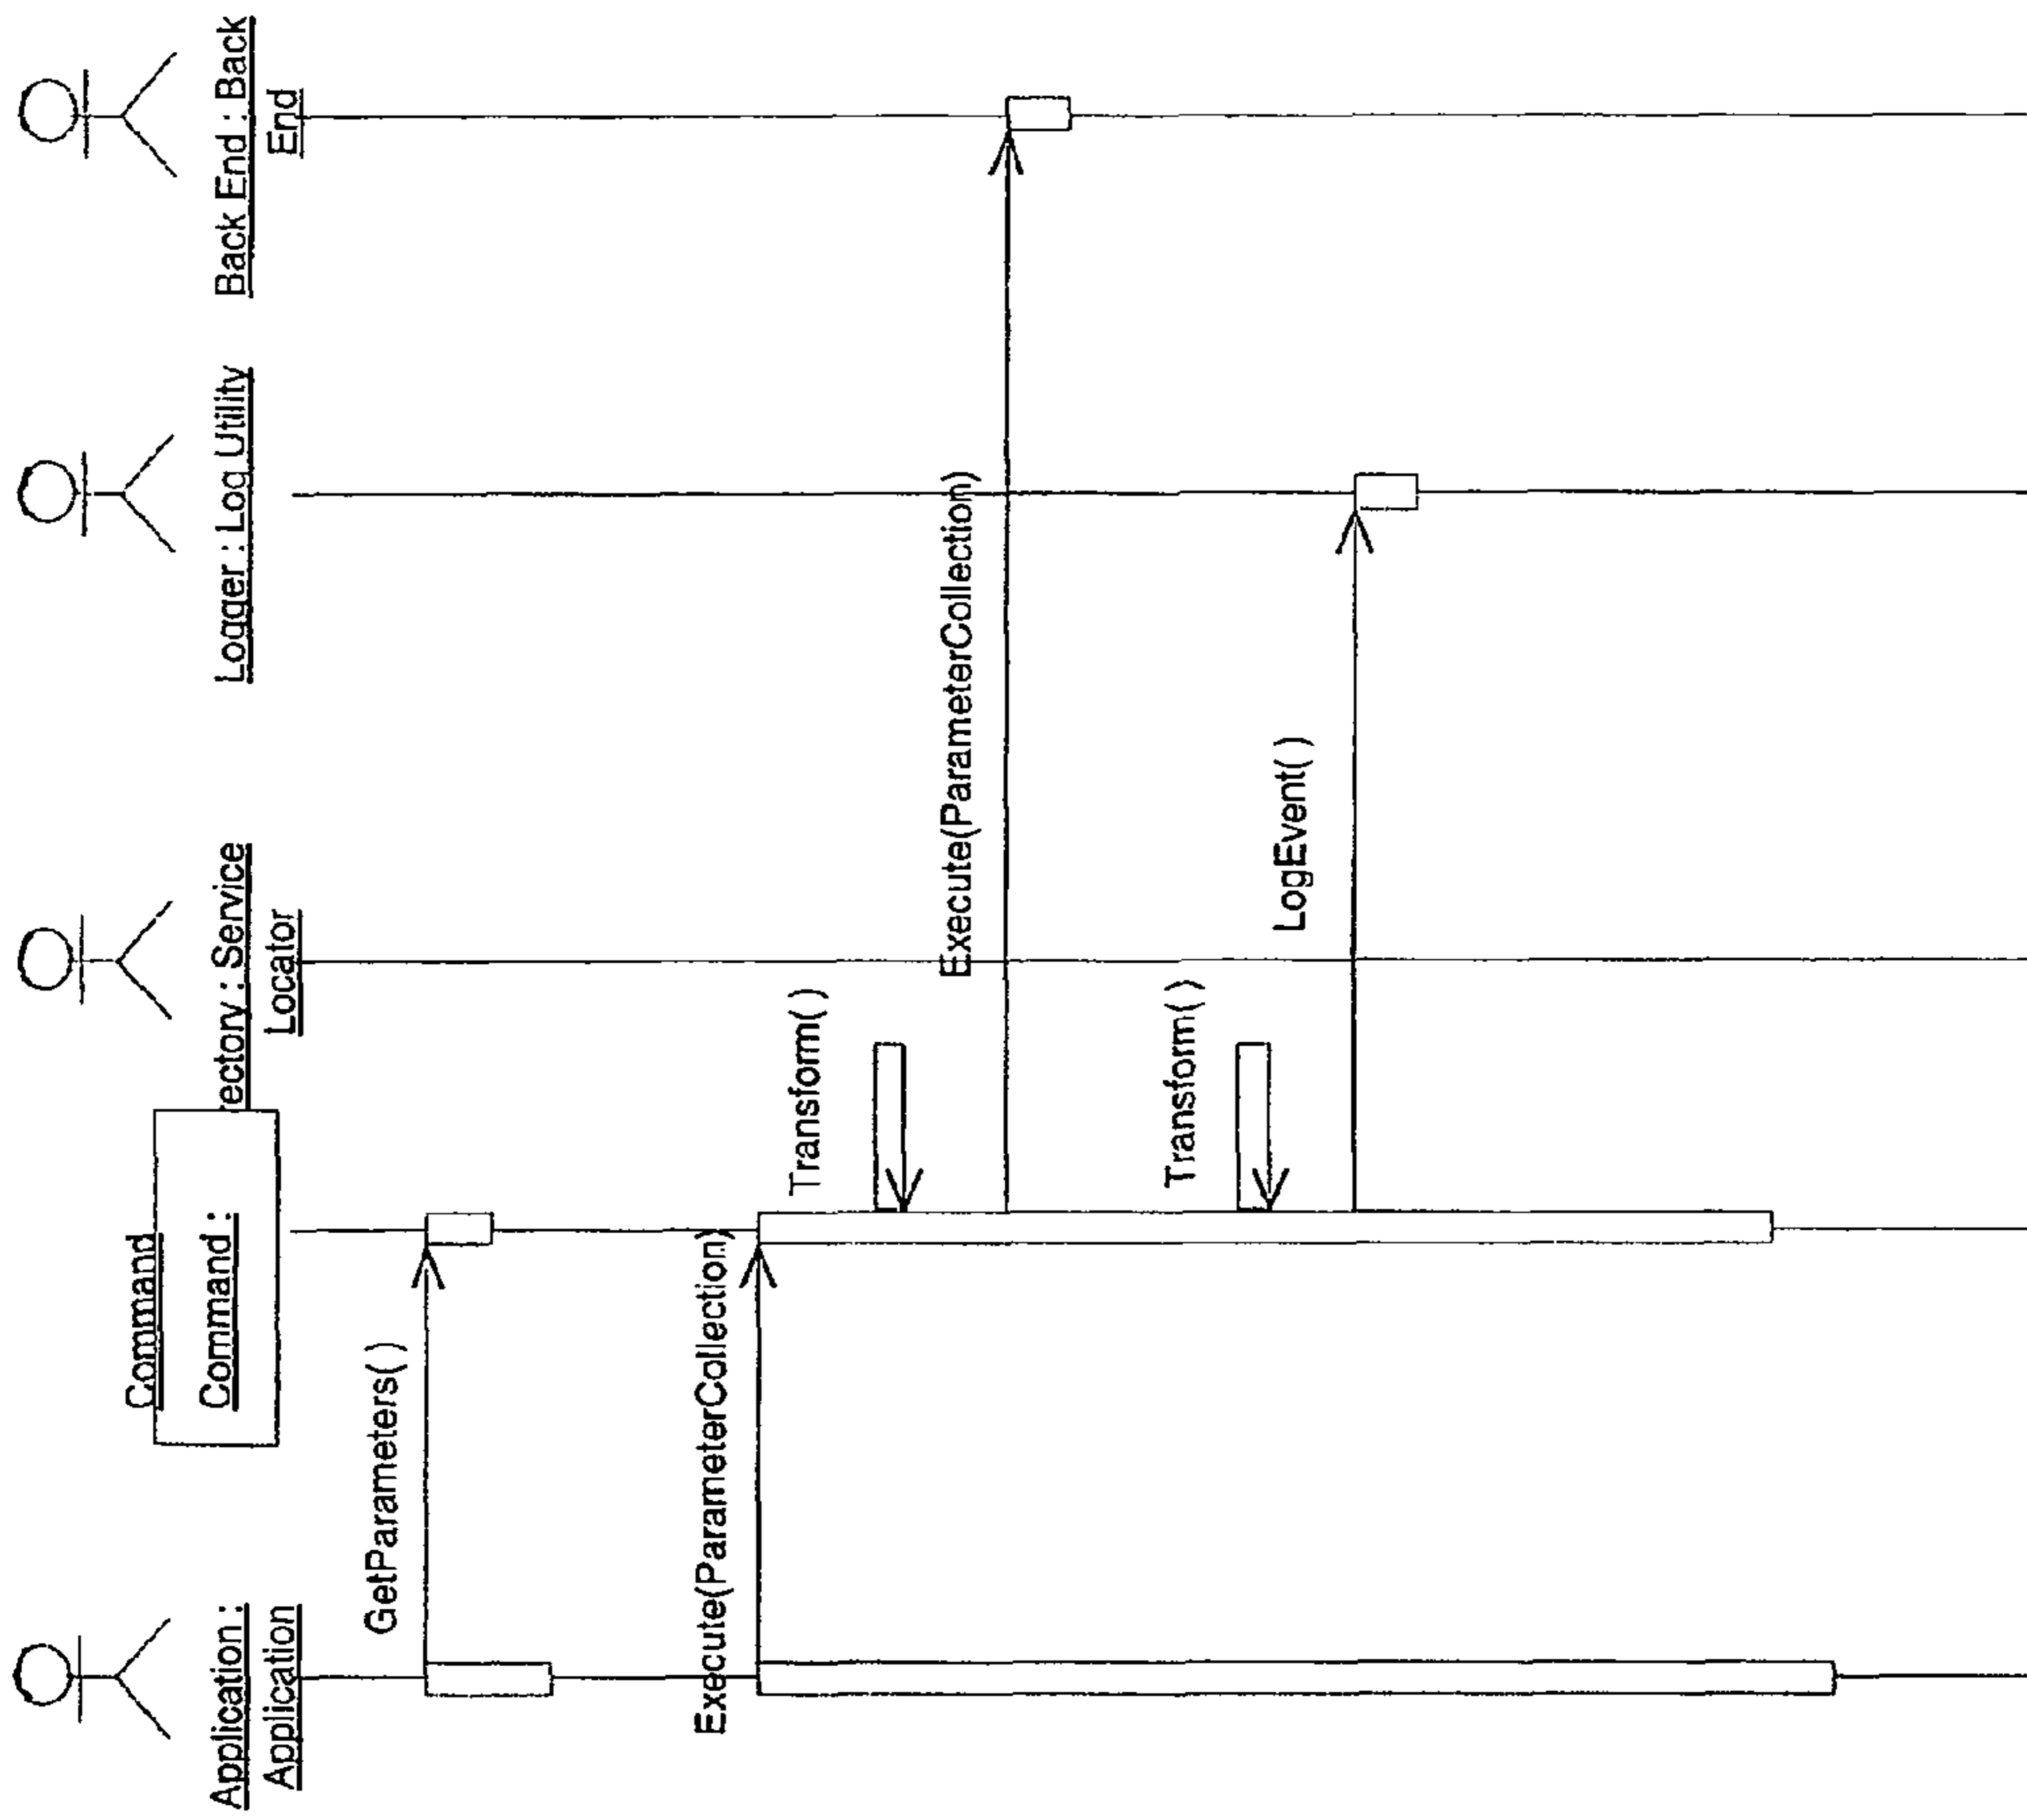 Application :
Application
Command
Command :
ectory : Service
Locator
Logger : Log Utility
Back End : Back
End
GetParameters( )
Execute(ParameterCollection)
Transform( )
Execute(ParameterCollection)
Transform( )
LogEvent( )